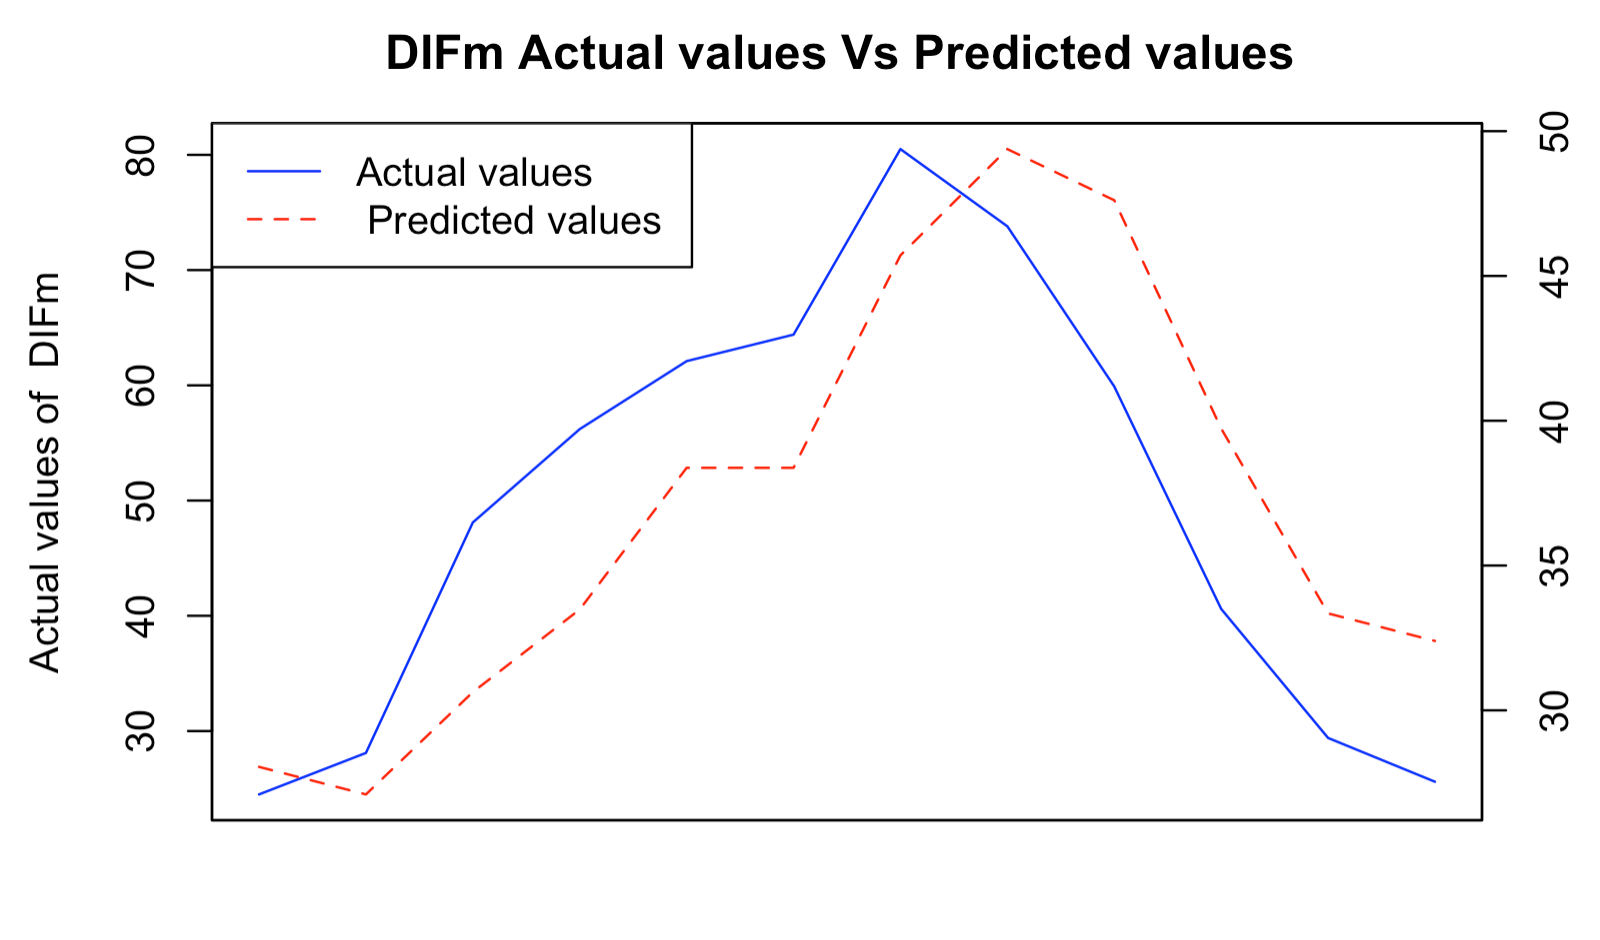 DIFm Actual values Vs Predicted values
Actual values
Predicted values
Actual values of DIFm
80
70
60
50
40
30
50
45
40
35
30